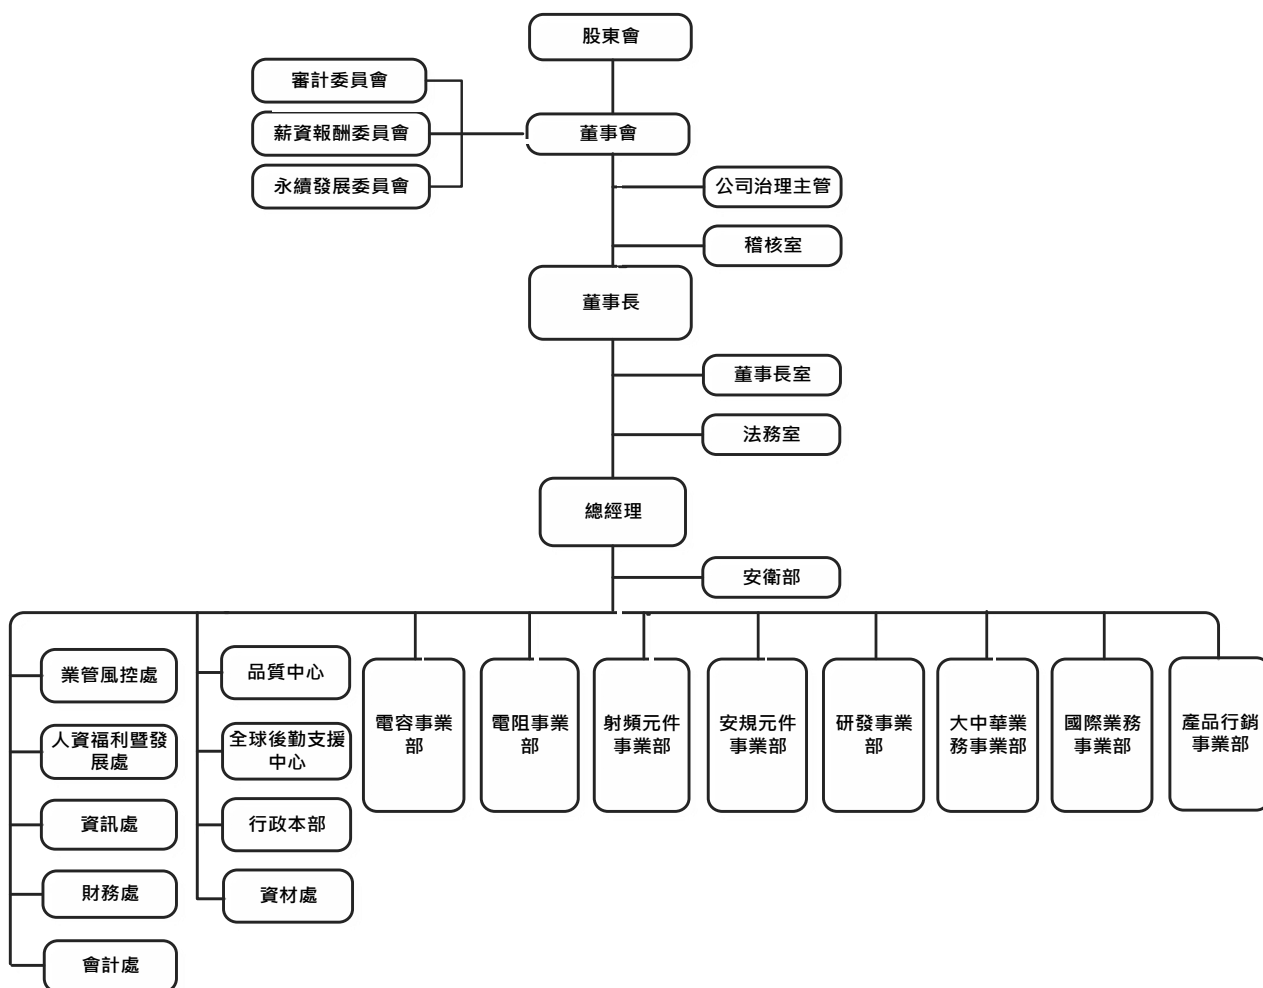 股東會
審計委員會
薪資報酬委員會
董事會
永續發展委員會
公司治理主管
稽核室
董事長
董事長室
法務室
總經理
安衛部
業管風控處
人資福利暨發
展處
資訊處
財務處
會計處
品質中心
全球後勤支援
中心
行政本部
資材處
電容事業
部
電阻事業
部
射頻元件
事業部
安規元件
事業部
研發事業
部
大中華業
務事業部
國際業務
事業部
產品行銷
事業部